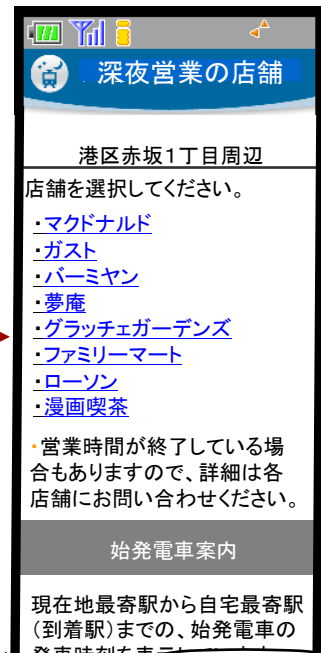 深夜営業の店舗
港区赤坂1丁目周辺
店舗を選択してください。
・マクドナルド
・ガスト
・バーミヤン
・夢庵
・グラッチェガーデンズ
・ファミリーマート
・ローソン
・漫画喫茶
・営業時間が終了している場
合もありますので、詳細は各
店舗にお問い合わせください。
始発電車案内
現在地最寄駅から自宅最寄駅
(到着駅)までの、始発電車の